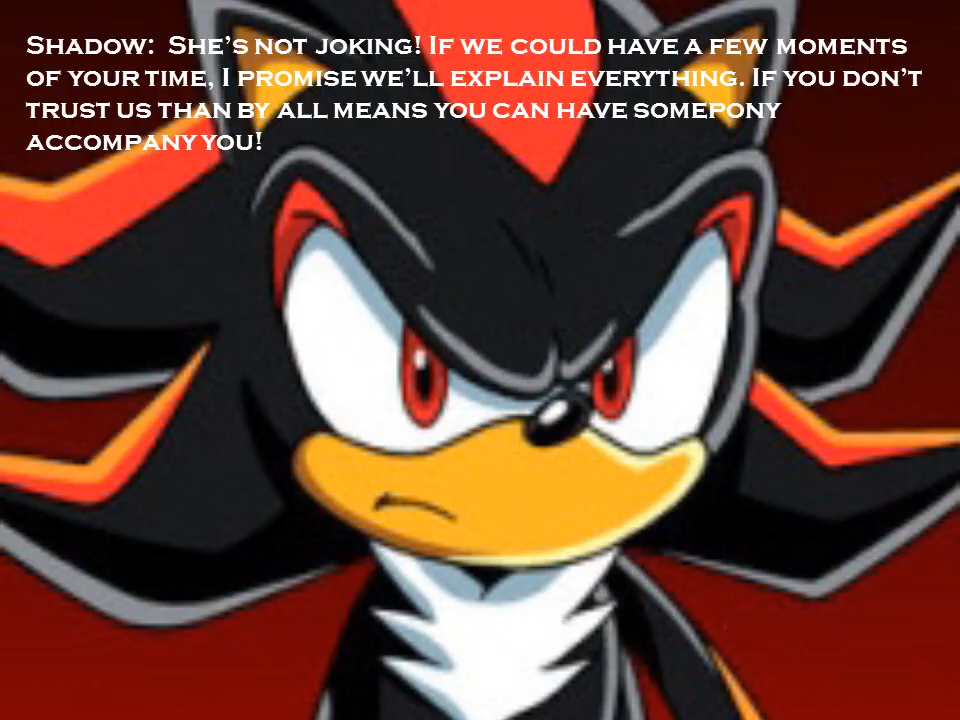 Shadow:  She’s not joking! If we could have a few moments
of your time, I promise we’ll explain everything. If you don’t
trust us than by all means you can have somepony
accompany you!